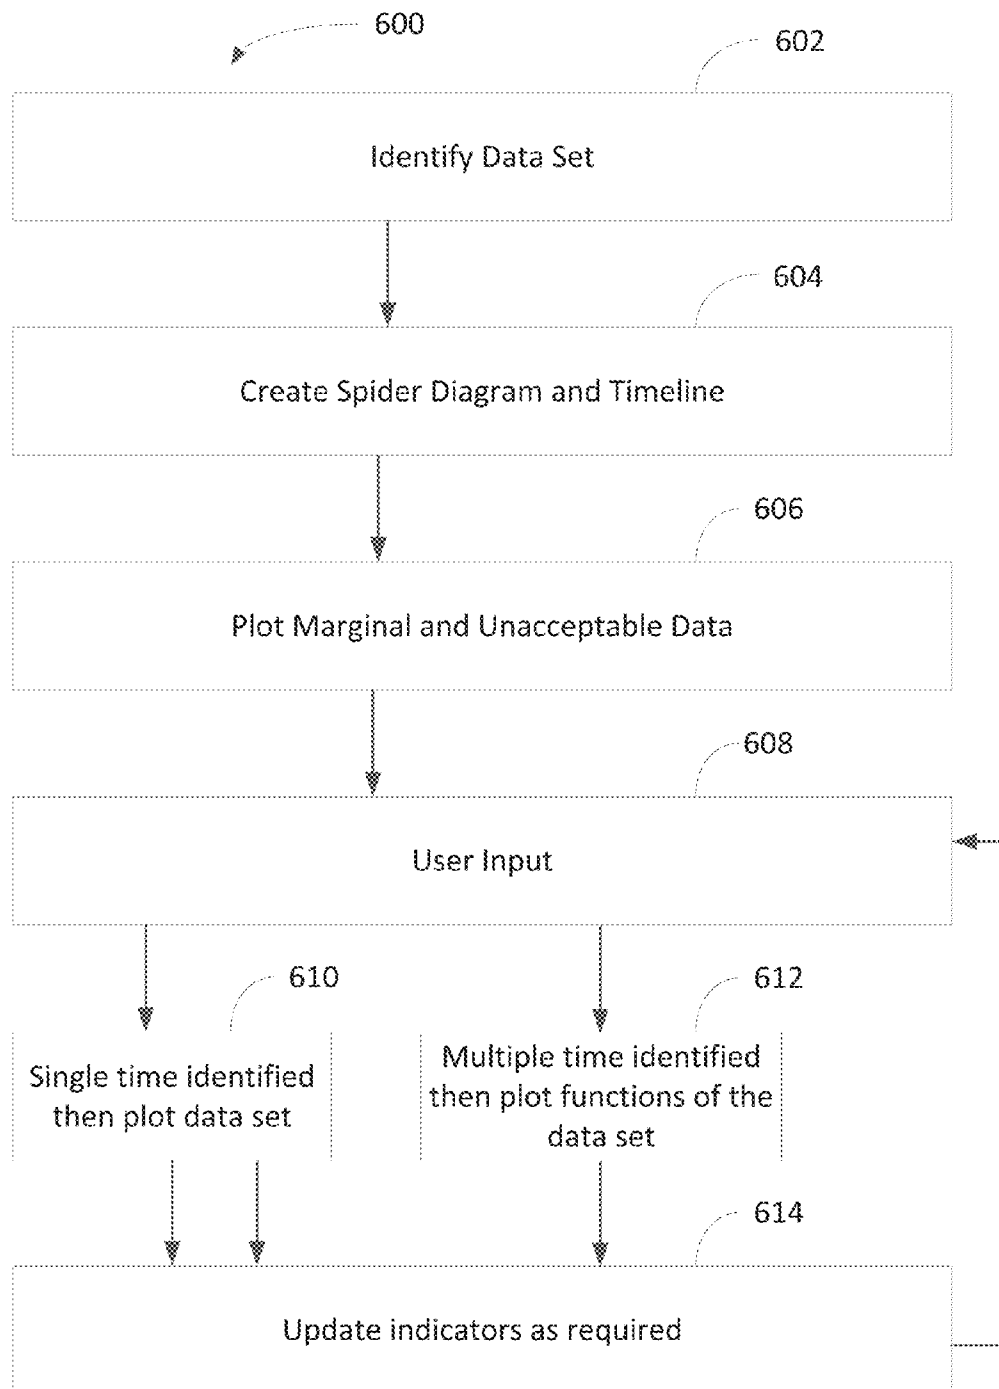 600
602
Identify Data Set
604
Create Spider Diagram and Timeline
606
Plot Marginal and Unacceptable Data
608
User Input
610
Single time identified
then plot data set
612
Multiple time identified
then plot functions of the
data set
614
Update indicators as required